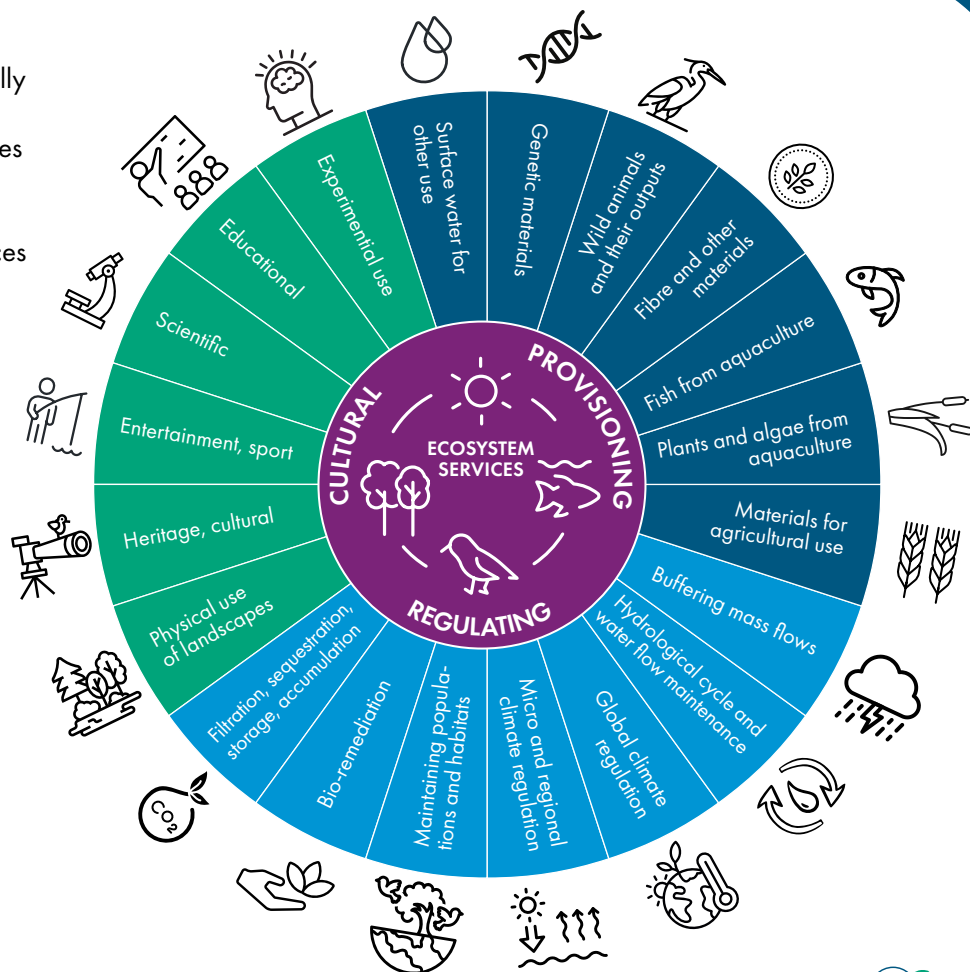 lly
es
ces
Surface water for
other use
Genetic materials
Wild animals
and their outputs
Fibre and other
materials
Fish from aquaculture
Plants and algae from
aquaculture
Materials for
agricultural use
Buffering mass flows
Hydrological cycle and
water flow maintenance
Global climate
regulation
Micro and regional
climate regulation
Maintaining popula-
tions and habitats
Bio-remediation
Filtration, sequestration,
storage, accumulation
Physical use
of landscapes
Heritage, cultural
Entertainment, sport
Scientific
Educational
Experimental use
CULTURAL
PROVISIONING
REGULATING
ECOSYSTEM
SERVICES
CO2